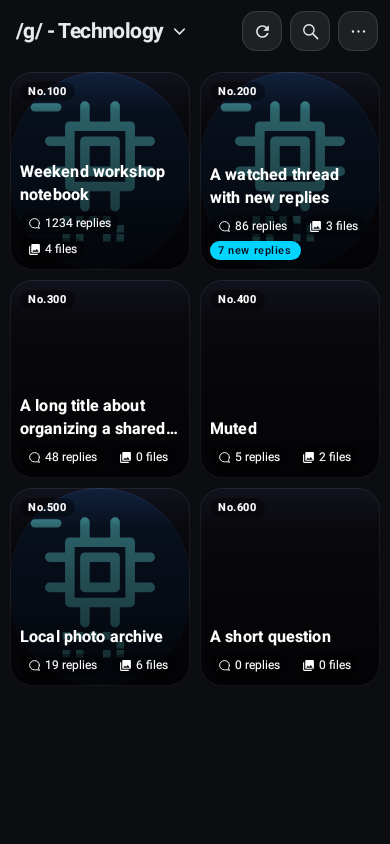 /g/ - Technology
No.100
Weekend workshop
notebook
1234 replies
4 files
No.200
A watched thread
with new replies
86 replies
3 files
7 new replies
No.300
A long title about
organizing a shared…
48 replies
0 files
No.400
Muted
5 replies
2 files
No.500
Local photo archive
19 replies
6 files
No.600
A short question
0 replies
0 files